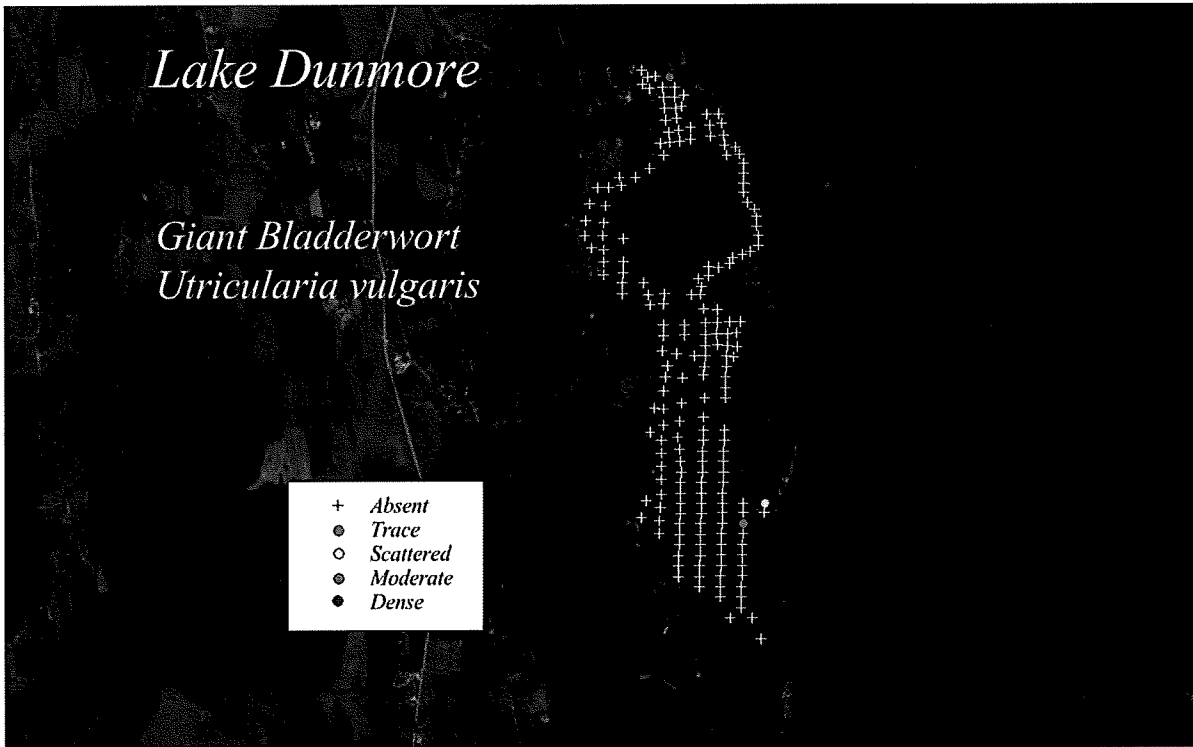 Lake Dunmore
Giant Bladderwort
Utricularia vulgaris
Absent
Trace
Scattered
Moderate
Dense